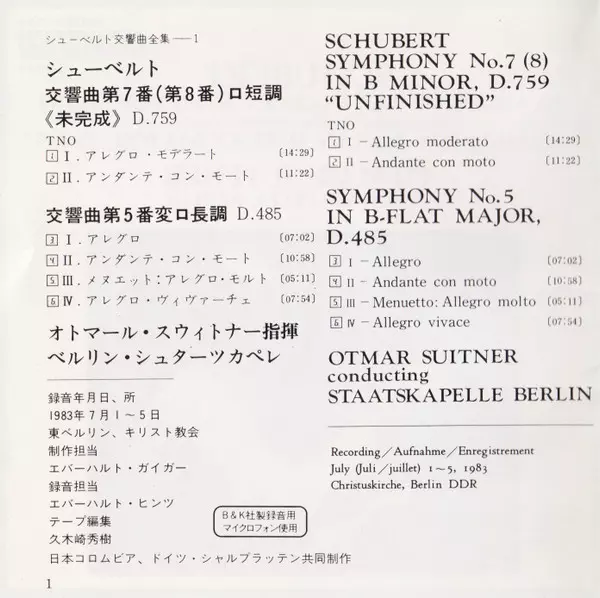 シューベルト交響曲全集——1
シューベルト
交響曲第7番(第8番)ロ短調
《未完成》D.759
TNO
1 I. アレグロ・モデラート (14:29)
2 II. アンダンテ・コン・モート (11:22)
交響曲第5番変ロ長調 D.485
3 I. アレグロ (07:02)
4 II. アンダンテ・コン・モート (10:58)
5 III. メヌエット:アレグロ・モルト (05:11)
6 IV. アレグロ・ヴィヴァーチェ (07:54)
オトマール・スウィトナー指揮
ベルリン・シュターツカペレ
録音年月日、所
1983年7月1~5日
東ベルリン、キリスト教会
制作担当
エバーハルト・ガイガー
録音担当
エバーハルト・ヒンツ
テープ編集
久木崎秀樹
日本コロムビア、ドイツ・シャルプラッテン共同制作
B&K社製録音用
マイクロフォン使用
1
SCHUBERT
SYMPHONY No.7 (8)
IN B MINOR, D.759
“UNFINISHED”
TNO
1 I – Allegro moderato (14:29)
2 II – Andante con moto (11:22)
SYMPHONY No.5
IN B-FLAT MAJOR,
D.485
3 I – Allegro (07:02)
4 II – Andante con moto (10:58)
5 III – Menuetto: Allegro molto (05:11)
6 IV – Allegro vivace (07:54)
OTMAR SUITNER
conducting
STAATSKAPELLE BERLIN
Recording/Aufnahme/Enregistrement
July (Juli/juillet) 1~5, 1983
Christuskirche, Berlin DDR